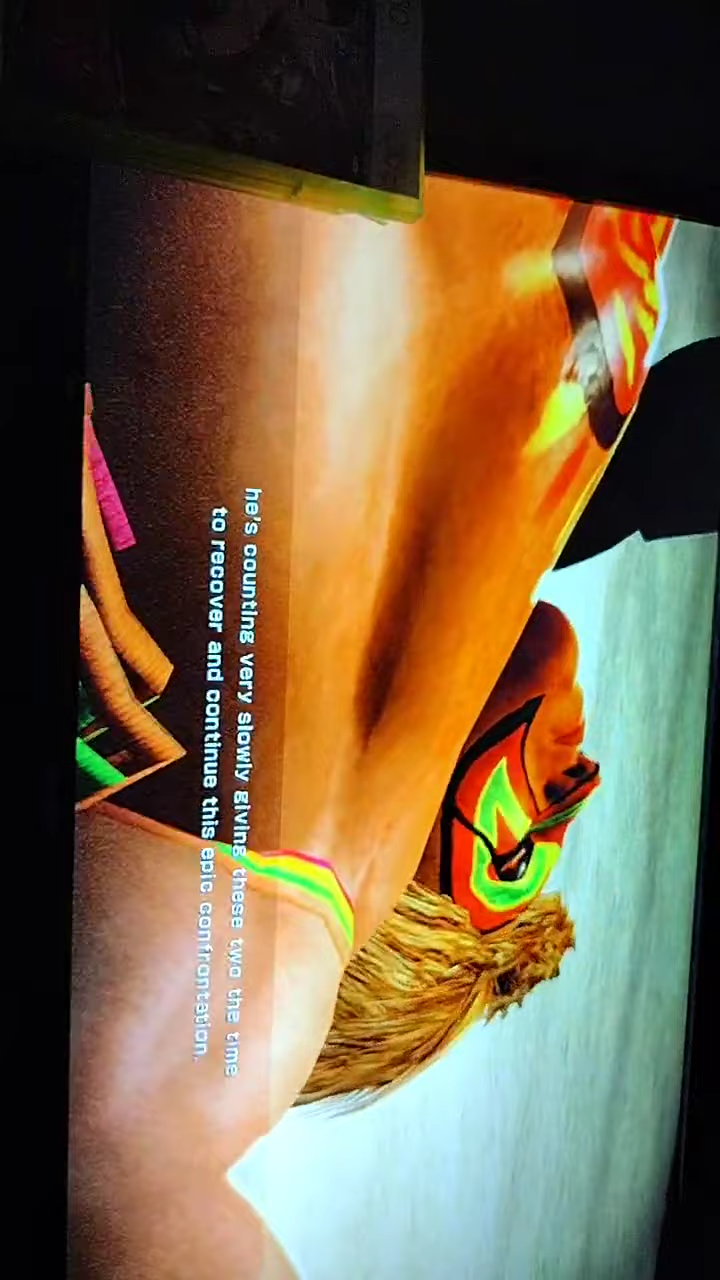 he's counting very slowly giving these two the time
to recover and continue this epic confrontation.